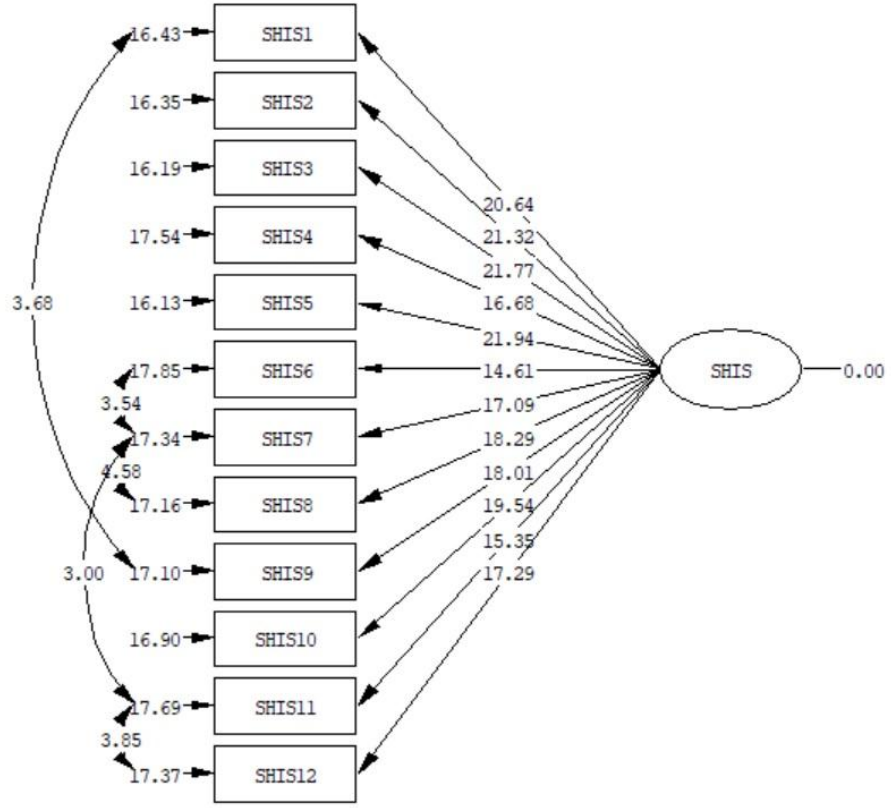 16.43 SHIS1
16.35 SHIS2
16.19 SHIS3
20.64
17.54 SHIS4 21.32
21.77
3.68 16.13 SHIS5 16.68
21.94
17.85 SHIS6 14.61 SHIS 0.00
3.54 17.09
17.34 SHIS7 18.29
4.58 18.01
17.16 SHIS8 19.54
15.35
3.00 17.10 SHIS9 17.29
16.90 SHIS10
17.69 SHIS11
3.85
17.37 SHIS12